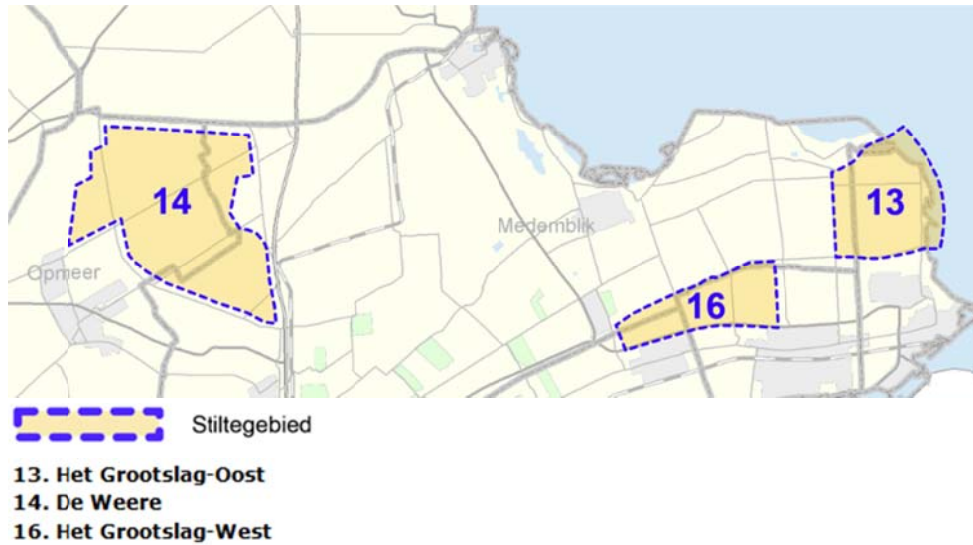 14
13
Medemblik
Opmeer
16
Stiltegebied
13. Het Grootslag-Oost
14. De Weere
16. Het Grootslag-West